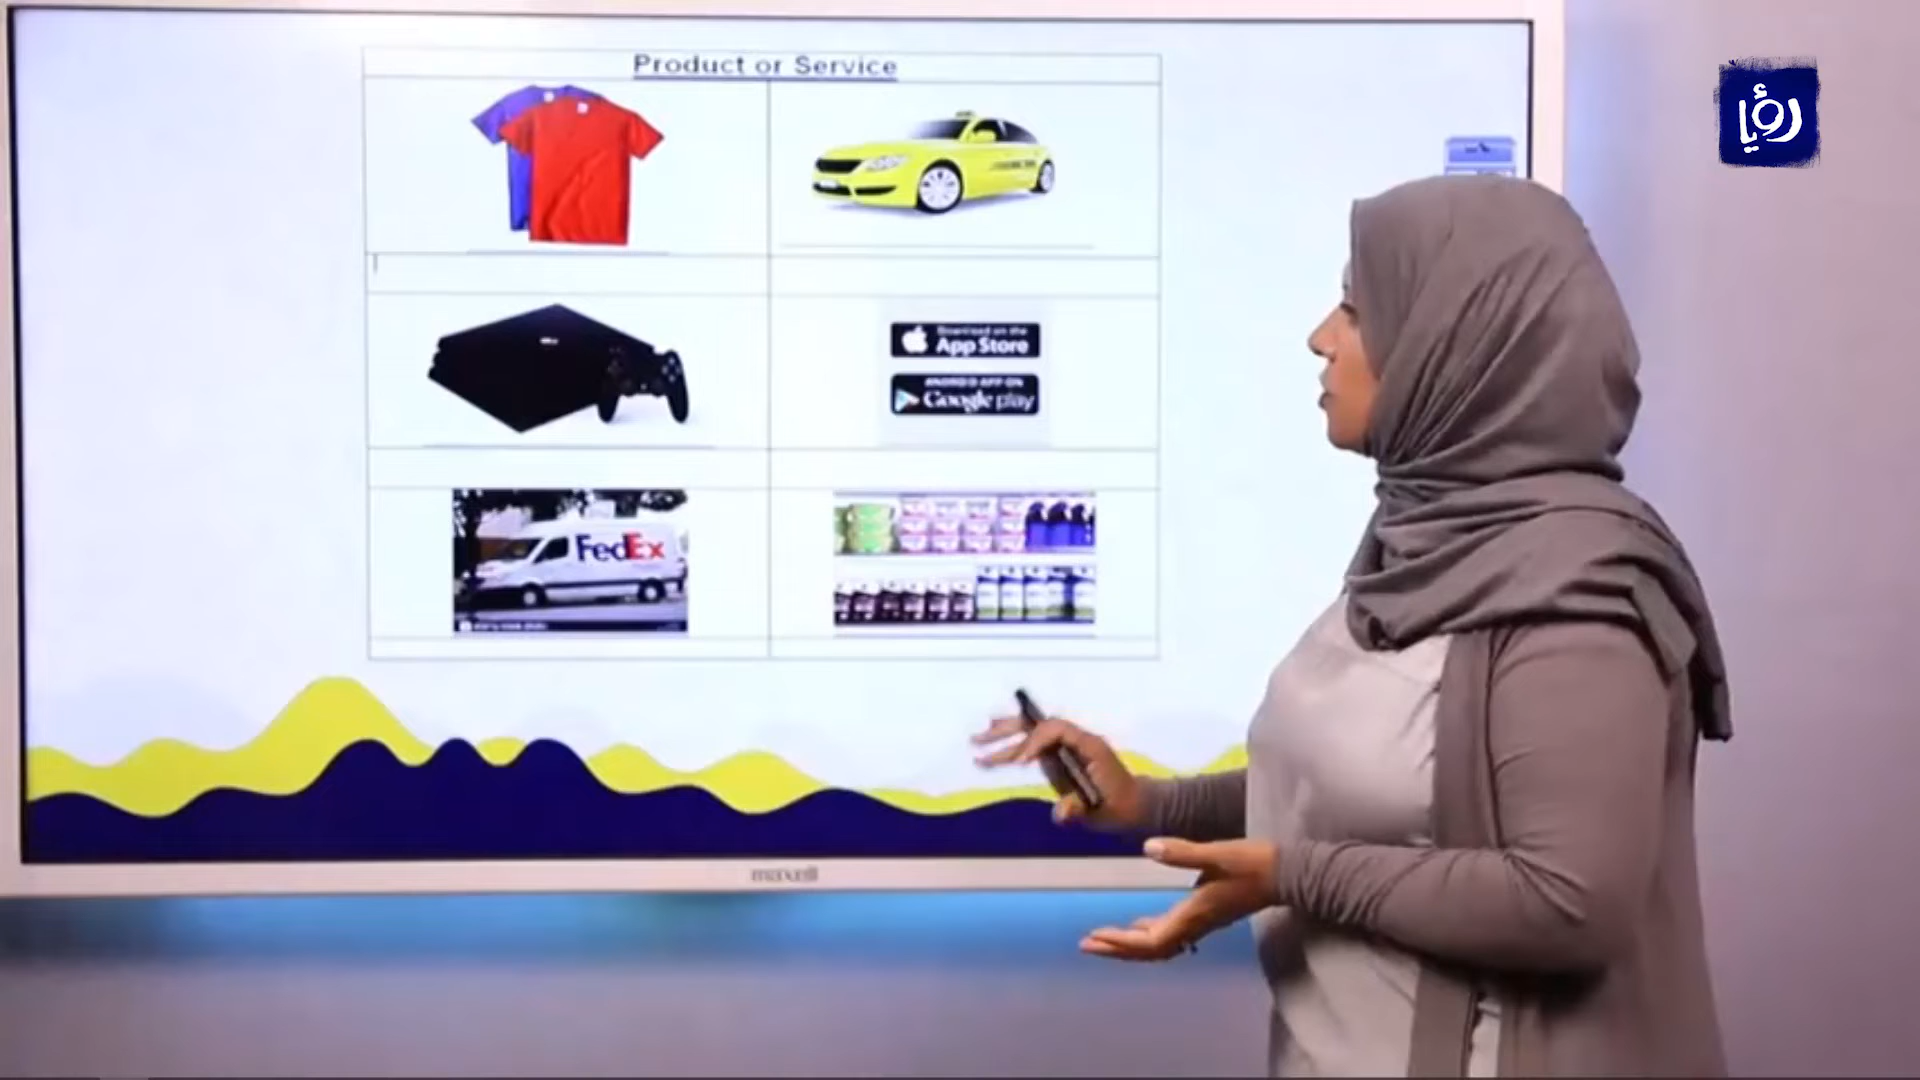 Product or Service
رؤيا
Download on the
App Store
ANDROID APP ON
Google play
FedEx
maxell